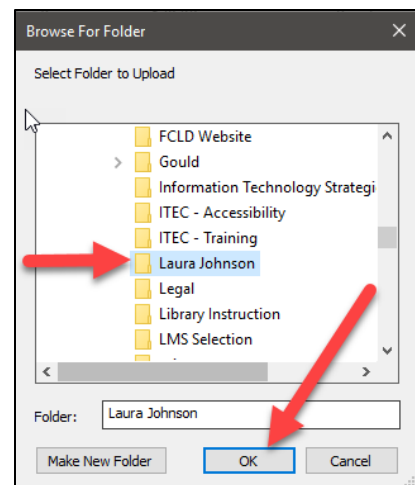 Browse For Folder
Select Folder to Upload
FCLD Website
Gould
Information Technology Strategi
ITEC - Accessibility
ITEC - Training
Laura Johnson
Legal
Library Instruction
LMS Selection
Folder: Laura Johnson
Make New Folder OK Cancel